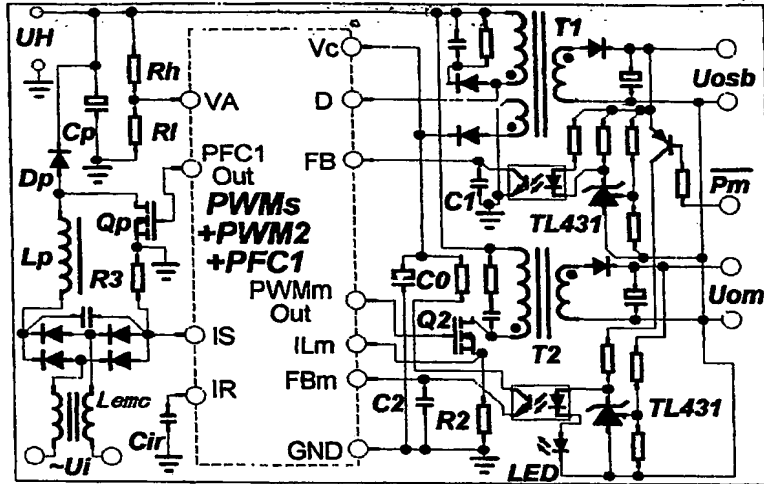 UH
Rh
VA
Rl
Cp
Dp
PFC1
Out
Qp
PWMs
+PWM2
+PFC1
Lp
R3
PWMm
Out
IS
ILm
IR
FBm
Lemc
Cir
GND
~Ui
Vc
D
FB
C1
T1
Uosb
Pm
TL431
C0
Q2
T2
Uom
C2
R2
TL431
LED